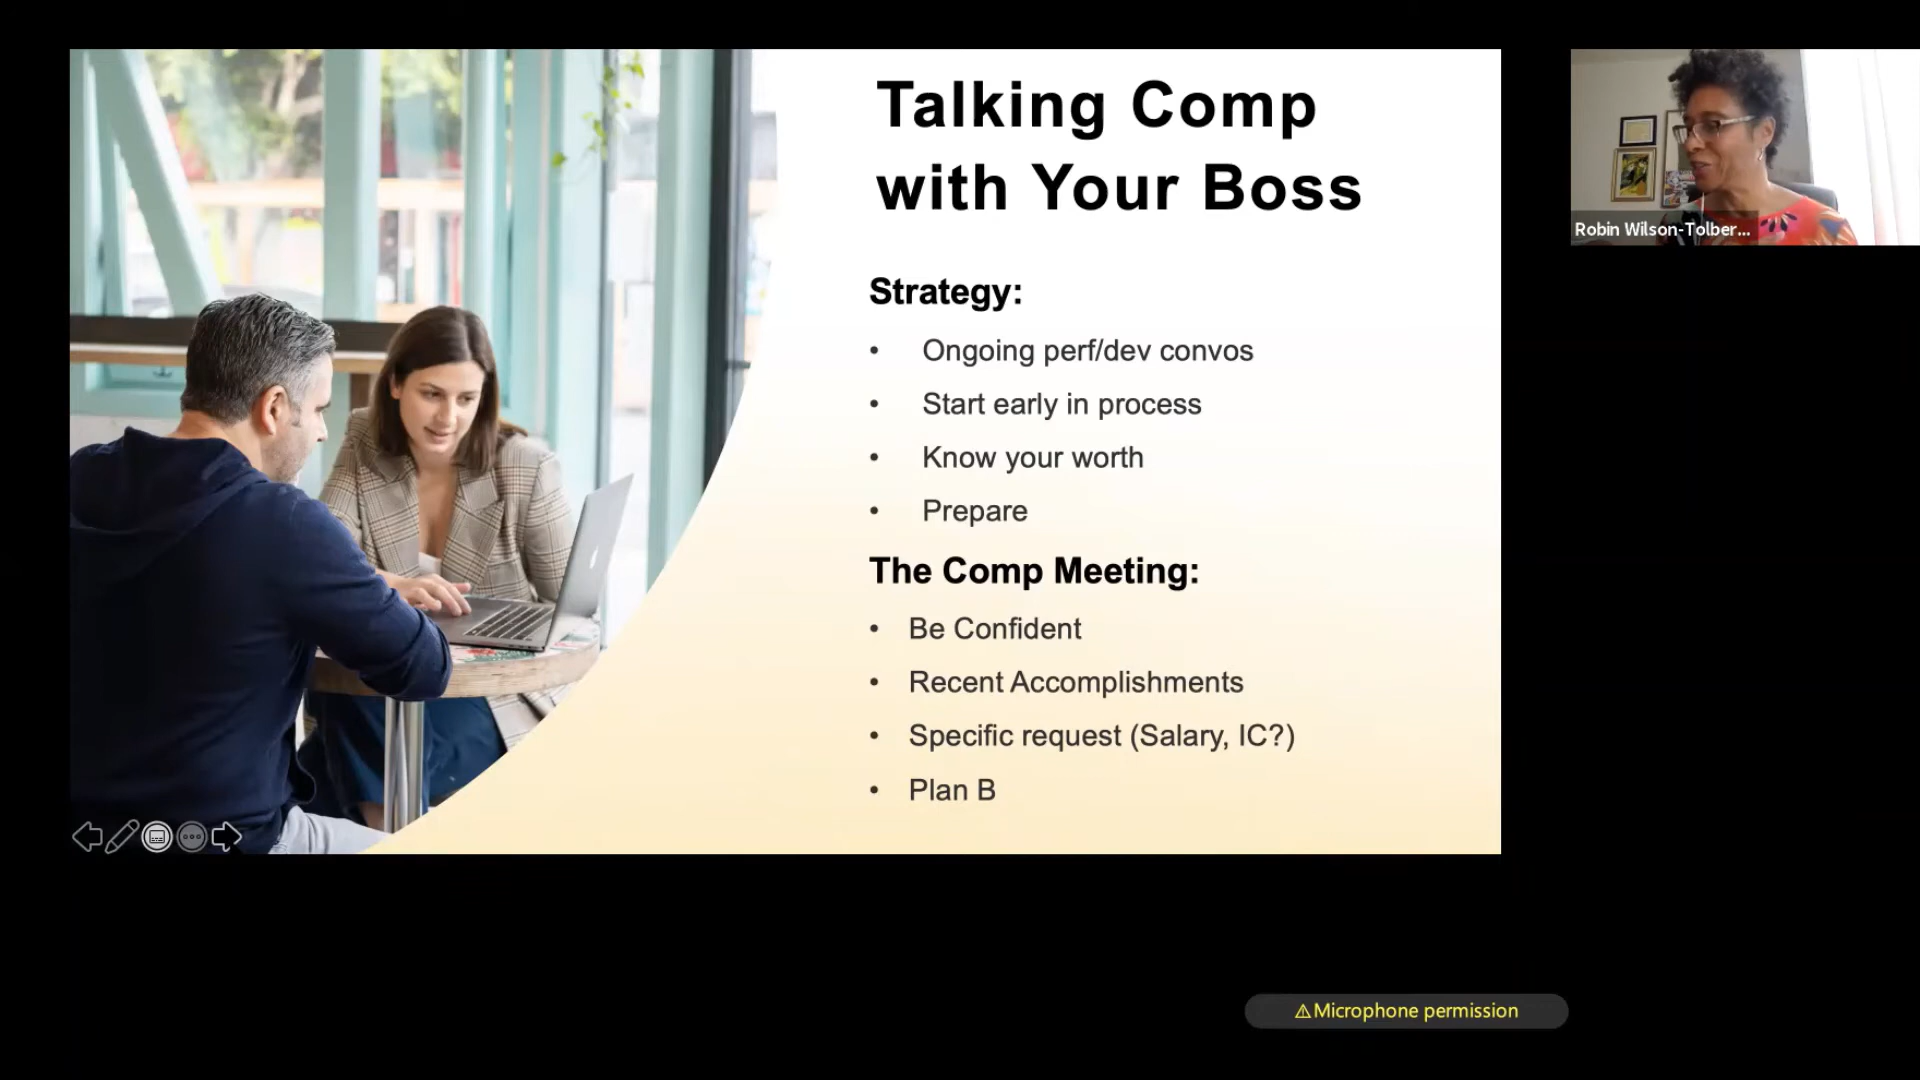 Talking Comp
with Your Boss
Strategy:
• Ongoing perf/dev convos
• Start early in process
• Know your worth
• Prepare
The Comp Meeting:
• Be Confident
• Recent Accomplishments
• Specific request (Salary, IC?)
• Plan B
Robin Wilson-Tolber...
⚠Microphone permission